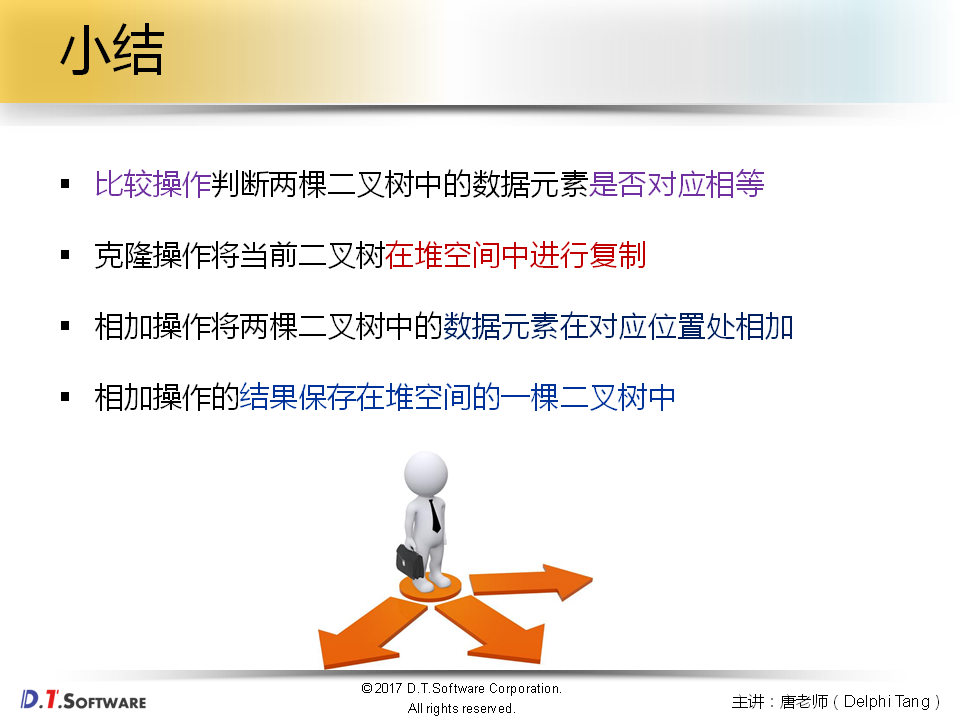 小结
比较操作判断两棵二叉树中的数据元素是否对应相等
克隆操作将当前二叉树在堆空间中进行复制
相加操作将两棵二叉树中的数据元素在对应位置处相加
相加操作的结果保存在堆空间的一棵二叉树中
D.T.SOFTWARE
©2017 D.T.Software Corporation.
All rights reserved.
主讲：唐老师（Delphi Tang）